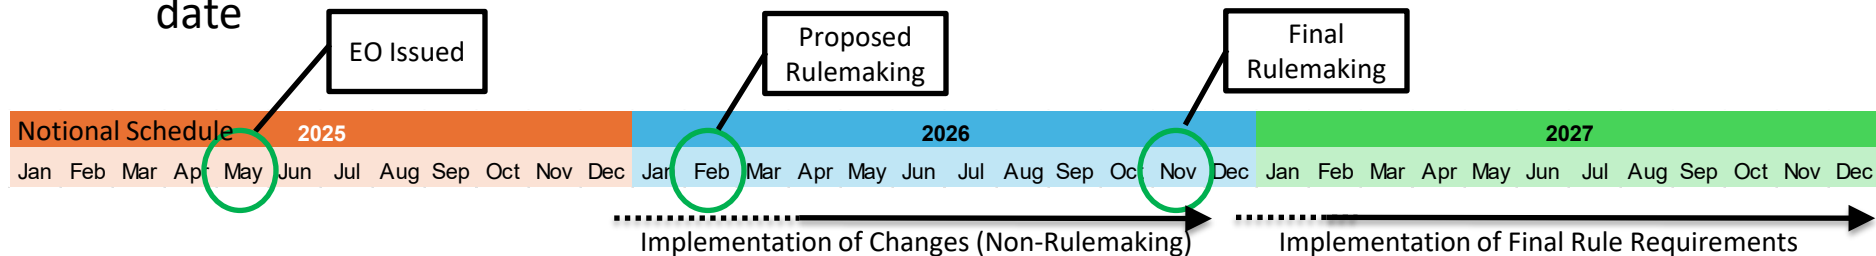 date
EO Issued
Proposed
Rulemaking
Final
Rulemaking
Notional Schedule 2025 2026 2027
Jan Feb Mar Apr May Jun Jul Aug Sep Oct Nov Dec Jan Feb Mar Apr May Jun Jul Aug Sep Oct Nov Dec Jan Feb Mar Apr May Jun Jul Aug Sep Oct Nov Dec
Implementation of Changes (Non-Rulemaking) Implementation of Final Rule Requirements